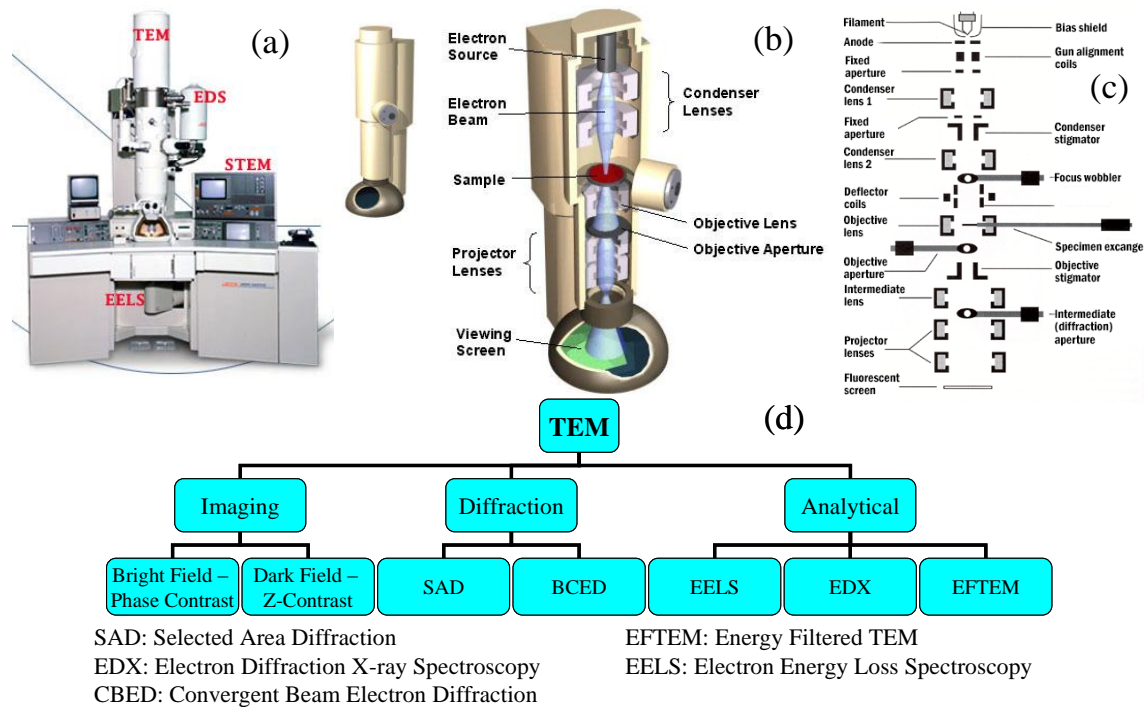 (a)
TEM
EDS
STEM
EELS
(b)
Electron
Source
Electron
Beam
Condenser
Lenses
Sample
Objective Lens
Objective Aperture
Projector
Lenses
Viewing
Screen
(c)
Filament
Bias shield
Anode
Gun alignment
coils
Fixed
aperture
Condenser
lens 1
Fixed
aperture
Condenser
stigmator
Condenser
lens 2
Focus wobbler
Deflector
coils
Objective
lens
Specimen excange
Objective
aperture
Objective
stigmator
Intermediate
lens
Intermediate
(diffraction)
aperture
Projector
lenses
Fluorescent
screen
(d)
TEM
Imaging
Diffraction
Analytical
Bright Field –
Phase Contrast
Dark Field –
Z-Contrast
SAD
BCED
EELS
EDX
EFTEM
SAD: Selected Area Diffraction
EFTEM: Energy Filtered TEM
EDX: Electron Diffraction X-ray Spectroscopy
EELS: Electron Energy Loss Spectroscopy
CBED: Convergent Beam Electron Diffraction